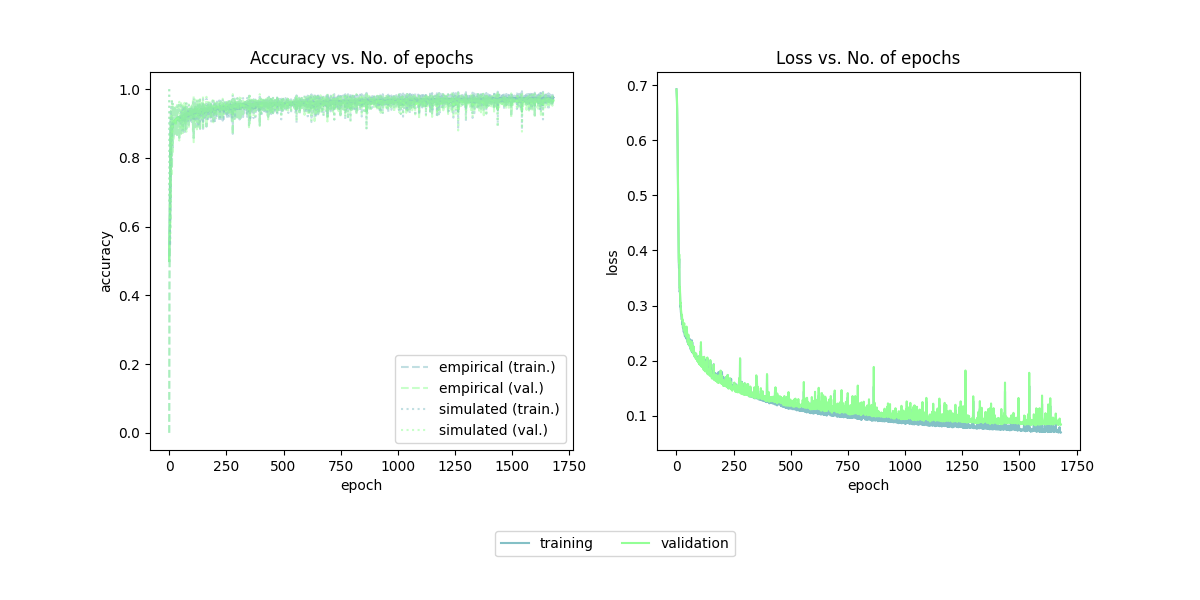 Accuracy vs. No. of epochs
1.0
0.8
0.6
0.4
0.2
0.0
accuracy
0 250 500 750 1000 1250 1500 1750
epoch
empirical (train.)
empirical (val.)
simulated (train.)
simulated (val.)
Loss vs. No. of epochs
0.7
0.6
0.5
0.4
0.3
0.2
0.1
loss
0 250 500 750 1000 1250 1500 1750
epoch
training validation